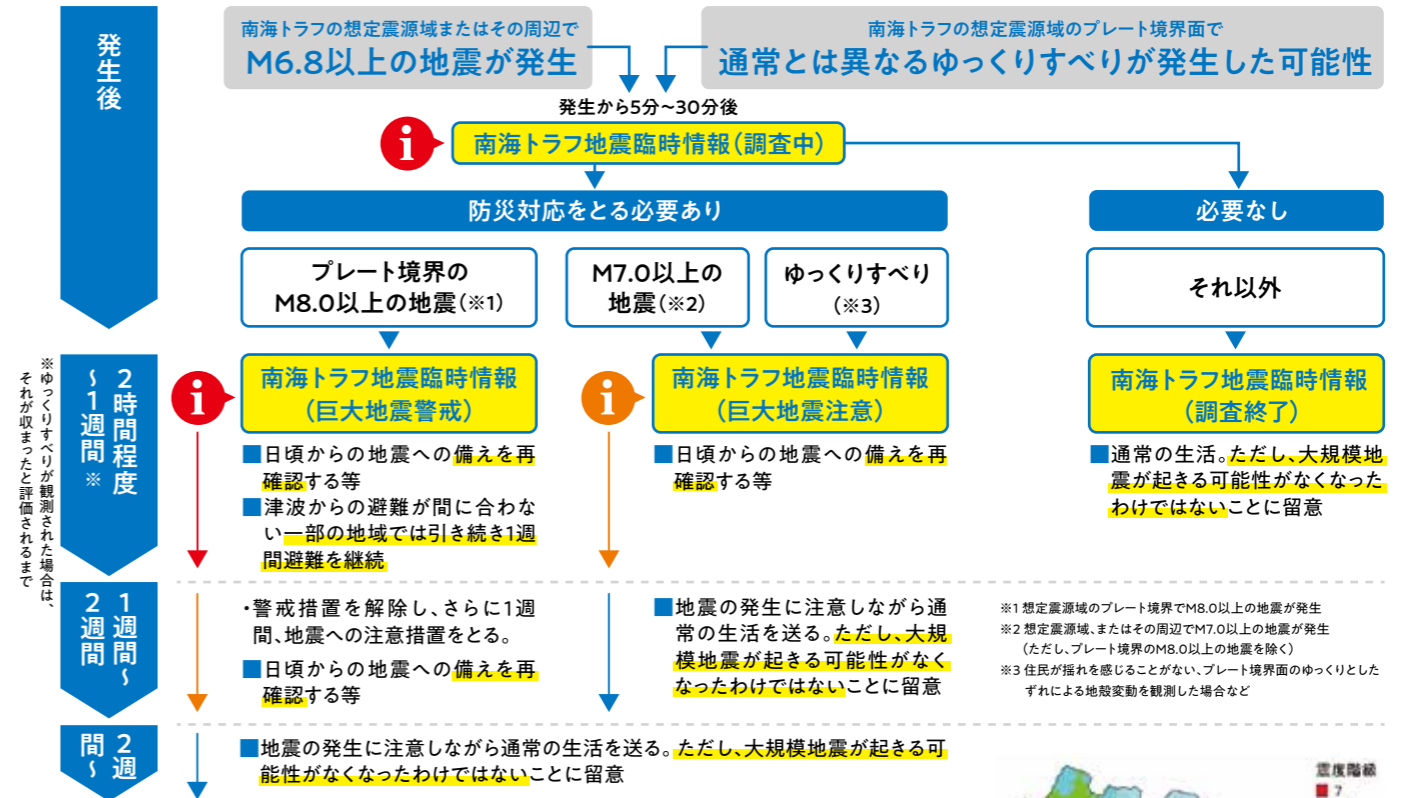 発生後
南海トラフの想定震源域またはその周辺で
M6.8以上の地震が発生
南海トラフの想定震源域のプレート境界面で
通常とは異なるゆっくりすべりが発生した可能性
発生から5分～30分後
i
南海トラフ地震臨時情報（調査中）
防災対応をとる必要あり
必要なし
プレート境界の
M8.0以上の地震（※1）
M7.0以上の
地震（※2）
ゆっくりすべり
（※3）
それ以外
2時間程度
～1週間※
※ゆっくりすべりが観測された場合は、
それが収まったと評価されるまで
i
南海トラフ地震臨時情報
（巨大地震警戒）
■日頃からの地震への備えを再
確認する等
■津波からの避難が間に合わな
い一部の地域では引き続き1週
間避難を継続
i
南海トラフ地震臨時情報
（巨大地震注意）
■日頃からの地震への備えを再
確認する等
南海トラフ地震臨時情報
（調査終了）
■通常の生活。ただし、大規模地
震が起きる可能性がなくなった
わけではないことに留意
1週間～
2週間
・警戒措置を解除し、さらに1週
間、地震への注意措置をとる。
■日頃からの地震への備えを再
確認する等
■地震の発生に注意しながら通
常の生活を送る。ただし、大規
模地震が起きる可能性がなく
なったわけではないことに留意
※1 想定震源域のプレート境界でM8.0以上の地震が発生
※2 想定震源域、またはその周辺でM7.0以上の地震が発生
（ただし、プレート境界のM8.0以上の地震を除く）
※3 住民が揺れを感じることがない、プレート境界面のゆっくりとした
ずれによる地殻変動を観測した場合など
2週
間～
■地震の発生に注意しながら通常の生活を送る。ただし、大規模地震が起きる可
能性がなくなったわけではないことに留意
震度階級
7